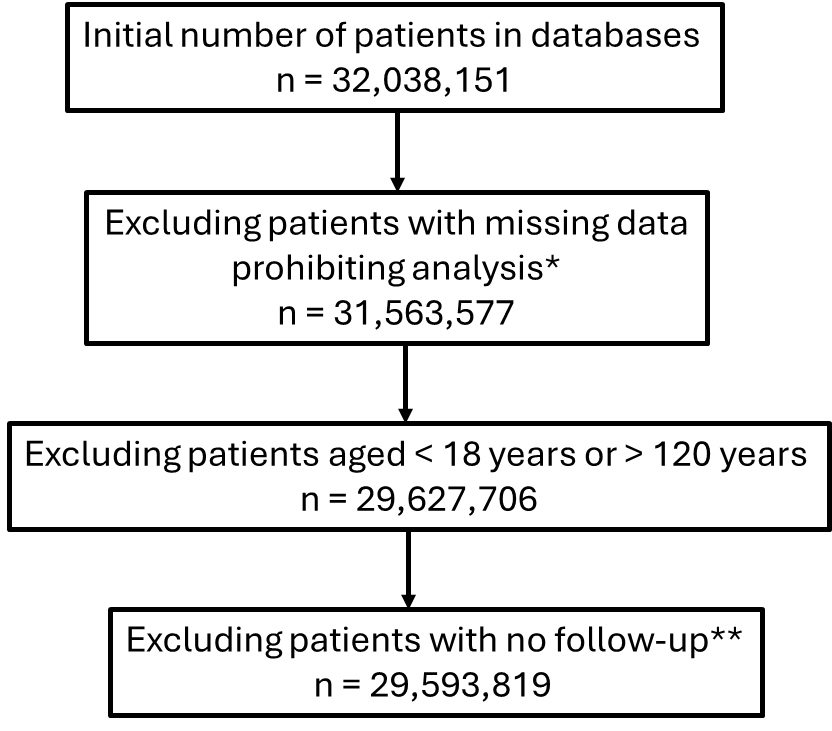 Initial number of patients in databases
n = 32,038,151
Excluding patients with missing data
prohibiting analysis*
n = 31,563,577
Excluding patients aged < 18 years or > 120 years
n = 29,627,706
Excluding patients with no follow-up**
n = 29,593,819